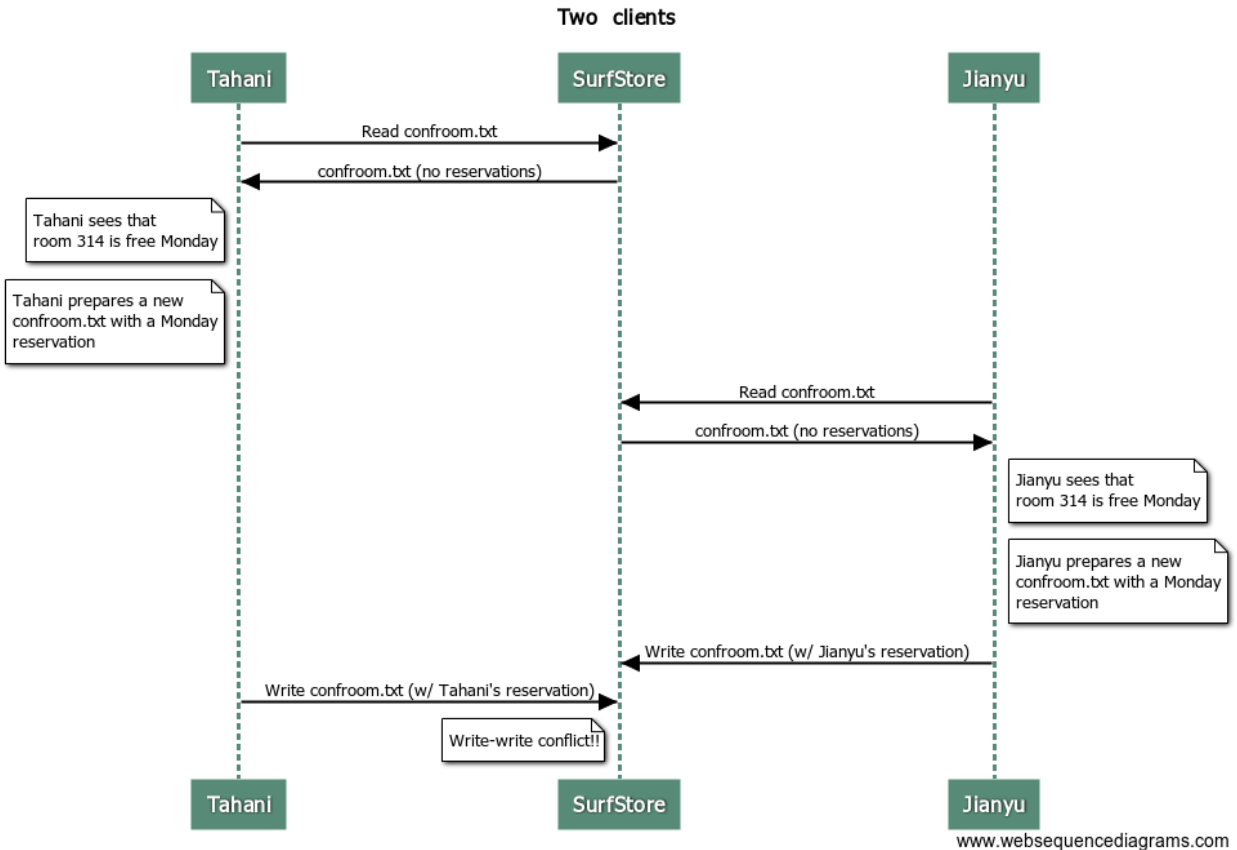 Two clients
Tahani
SurfStore
Jianyu
Read confroom.txt
confroom.txt (no reservations)
Tahani sees that
room 314 is free Monday
Tahani prepares a new
confroom.txt with a Monday
reservation
Read confroom.txt
confroom.txt (no reservations)
Jianyu sees that
room 314 is free Monday
Jianyu prepares a new
confroom.txt with a Monday
reservation
Write confroom.txt (w/ Jianyu's reservation)
Write confroom.txt (w/ Tahani's reservation)
Write-write conflict!!
Tahani
SurfStore
Jianyu
www.websequencediagrams.com